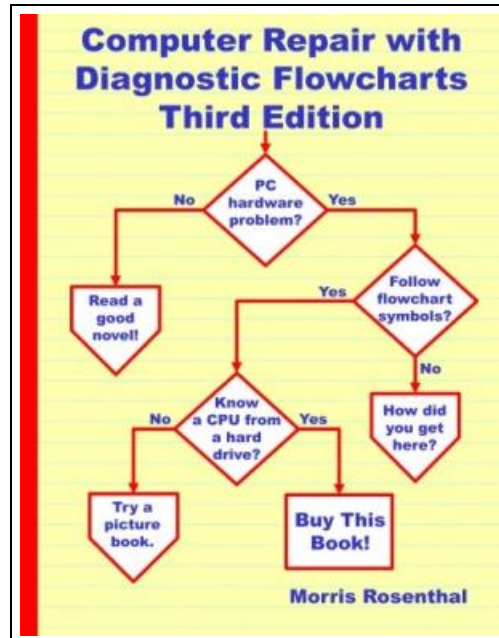 Computer Repair with
Diagnostic Flowcharts
Third Edition
PC
hardware
problem?
No
Yes
Read a
good
novel!
Follow
flowchart
symbols?
Yes
No
How did
you get
here?
Know
a CPU from
a hard
drive?
No
Yes
Try a
picture
book.
Buy This
Book!
Morris Rosenthal